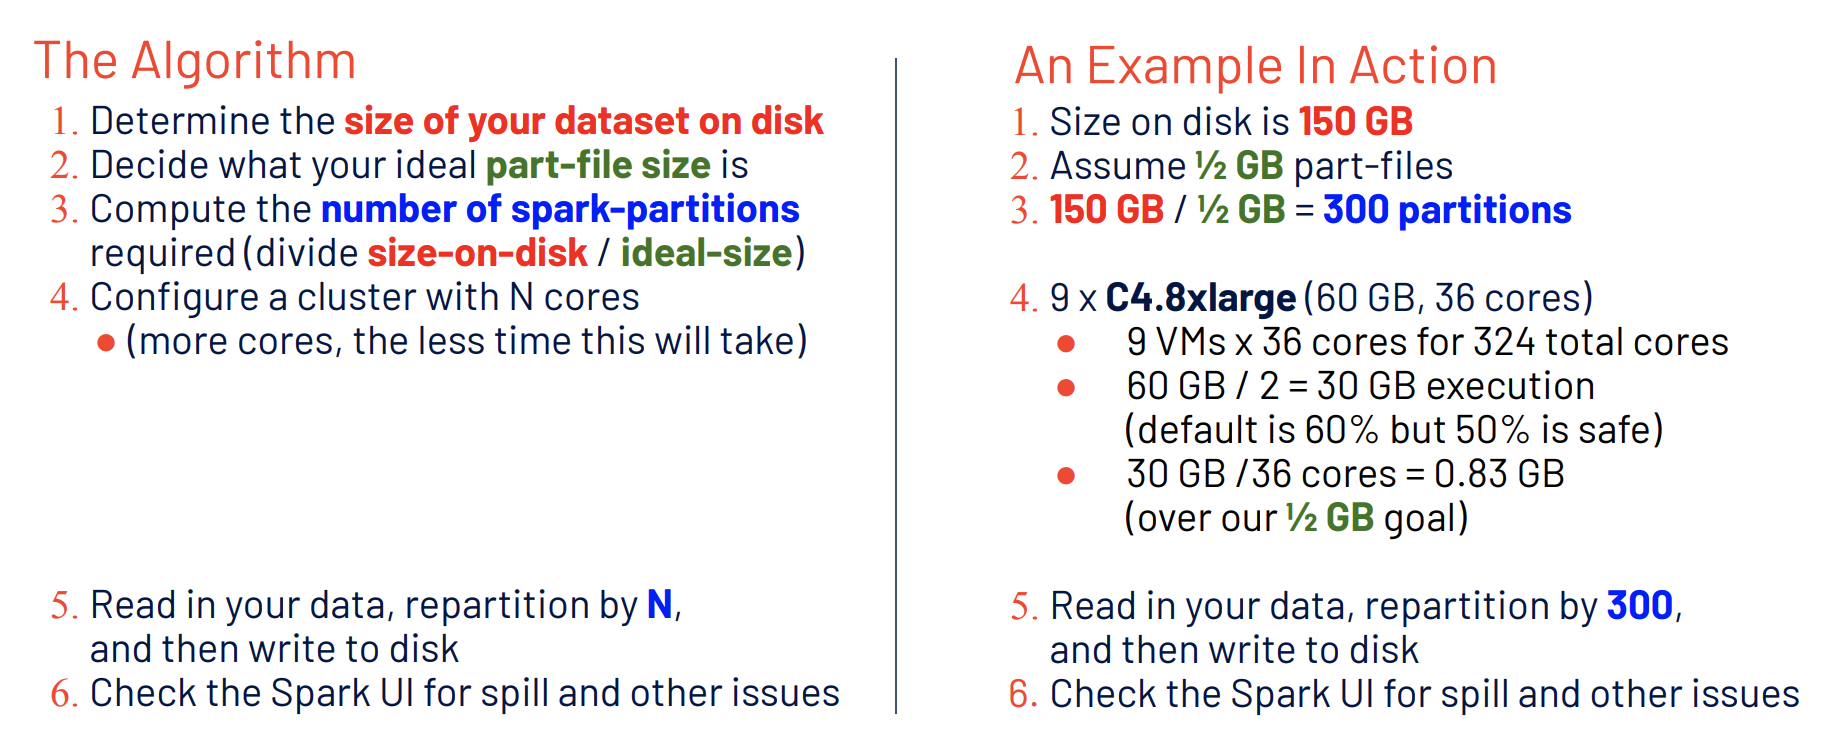 The Algorithm
1. Determine the size of your dataset on disk
2. Decide what your ideal part-file size is
3. Compute the number of spark-partitions
required (divide size-on-disk / ideal-size)
4. Configure a cluster with N cores
● (more cores, the less time this will take)
5. Read in your data, repartition by N,
and then write to disk
6. Check the Spark UI for spill and other issues
An Example In Action
1. Size on disk is 150 GB
2. Assume ½ GB part-files
3. 150 GB / ½ GB = 300 partitions
4. 9 x C4.8xlarge (60 GB, 36 cores)
● 9 VMs x 36 cores for 324 total cores
● 60 GB / 2 = 30 GB execution
(default is 60% but 50% is safe)
● 30 GB /36 cores = 0.83 GB
(over our ½ GB goal)
5. Read in your data, repartition by 300,
and then write to disk
6. Check the Spark UI for spill and other issues